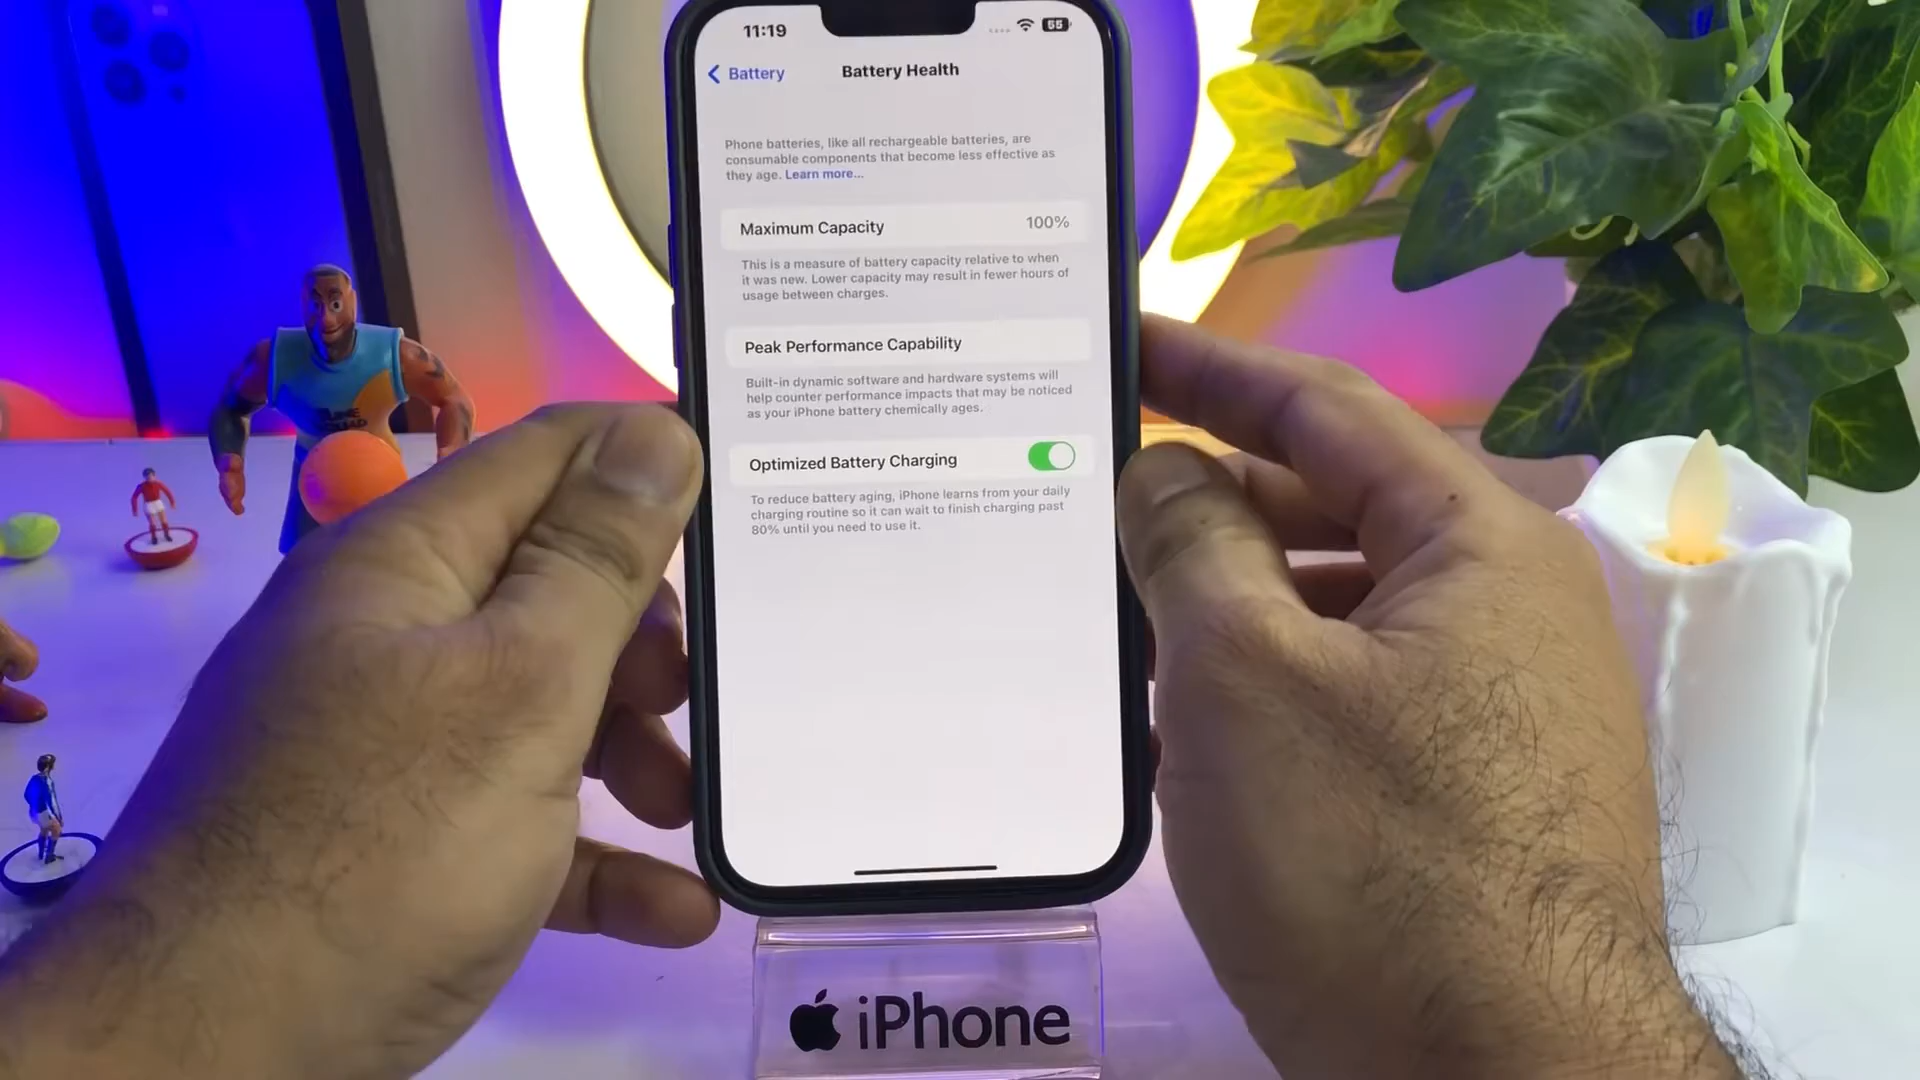 11:19
55
Battery
Battery Health
Phone batteries, like all rechargeable batteries, are
consumable components that become less effective as
they age. Learn more...
Maximum Capacity 100%
This is a measure of battery capacity relative to when
it was new. Lower capacity may result in fewer hours of
usage between charges.
Peak Performance Capability
Built-in dynamic software and hardware systems will
help counter performance impacts that may be noticed
as your iPhone battery chemically ages.
Optimized Battery Charging
To reduce battery aging, iPhone learns from your daily
charging routine so it can wait to finish charging past
80% until you need to use it.
iPhone